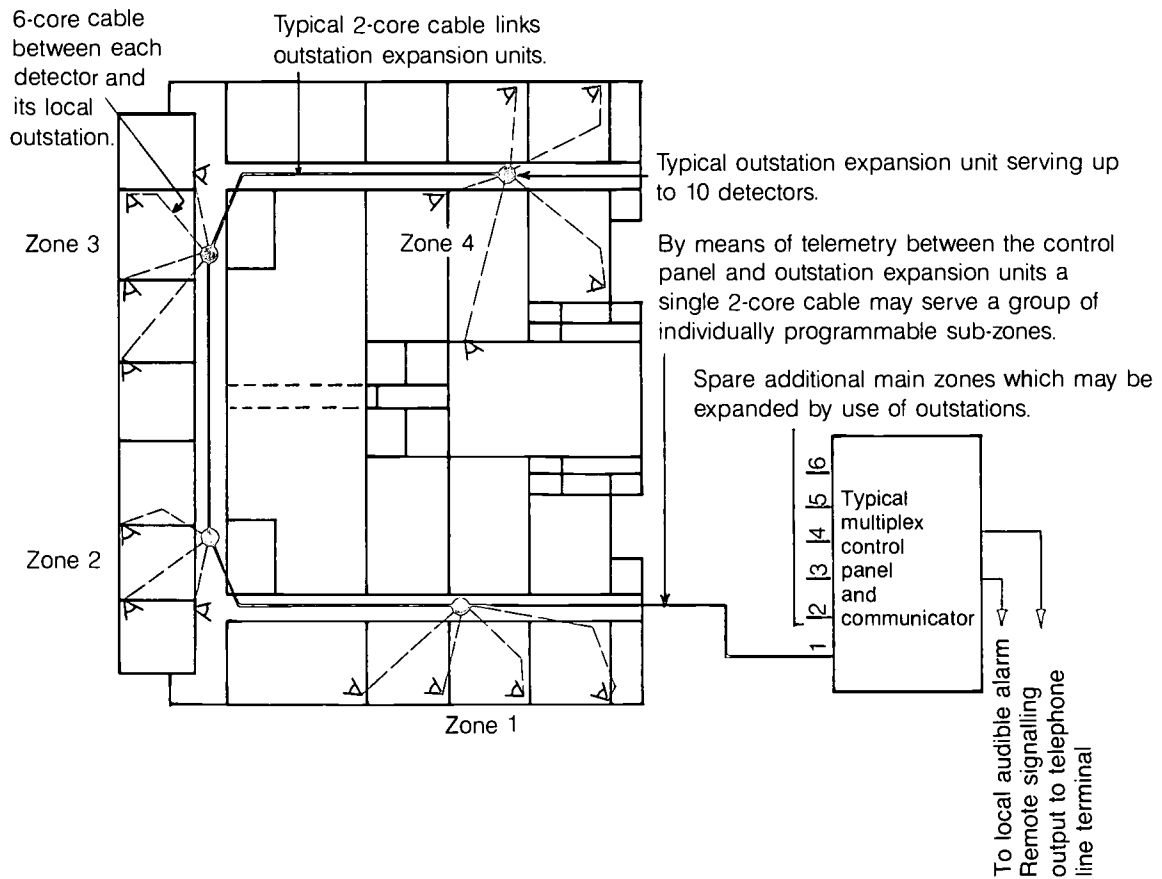 6-core cable
between each
detector and
its local
outstation.
Typical 2-core cable links
outstation expansion units.
Typical outstation expansion unit serving up
to 10 detectors.
Zone 3
Zone 4
By means of telemetry between the control
panel and outstation expansion units a
single 2-core cable may serve a group of
individually programmable sub-zones.
Spare additional main zones which may be
expanded by use of outstations.
6
5
4
3
2
1
Typical
multiplex
control
panel
and
communicator
Zone 2
Zone 1
To local audible alarm
Remote signalling
output to telephone
line terminal